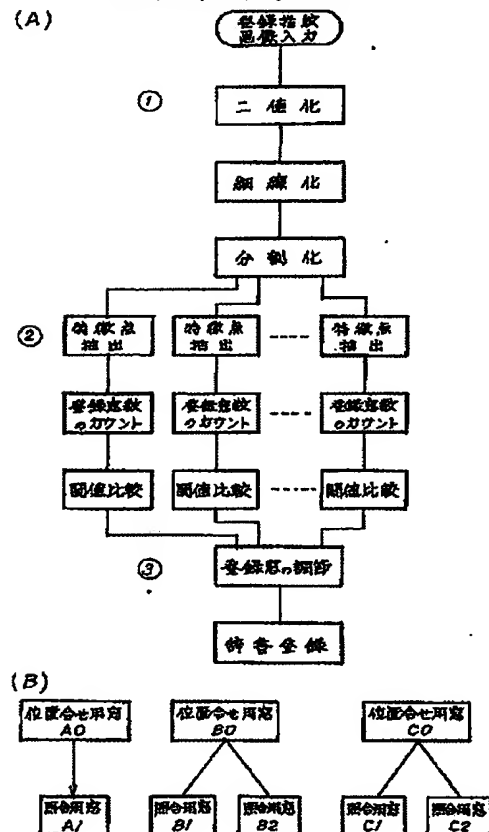 (A)
登録指紋
画像入力
①
二値化
細線化
分割化
②
特徴点
抽出
特徴点
抽出
特徴点
抽出
登録窓数
のカウント
登録窓数
のカウント
登録窓数
のカウント
閾値比較
閾値比較
閾値比較
③
登録窓の調節
辞書登録
(B)
位置合せ用窓
A0
位置合せ用窓
B0
位置合せ用窓
C0
照合用窓
A1
照合用窓
B1
照合用窓
B2
照合用窓
C1
照合用窓
C2